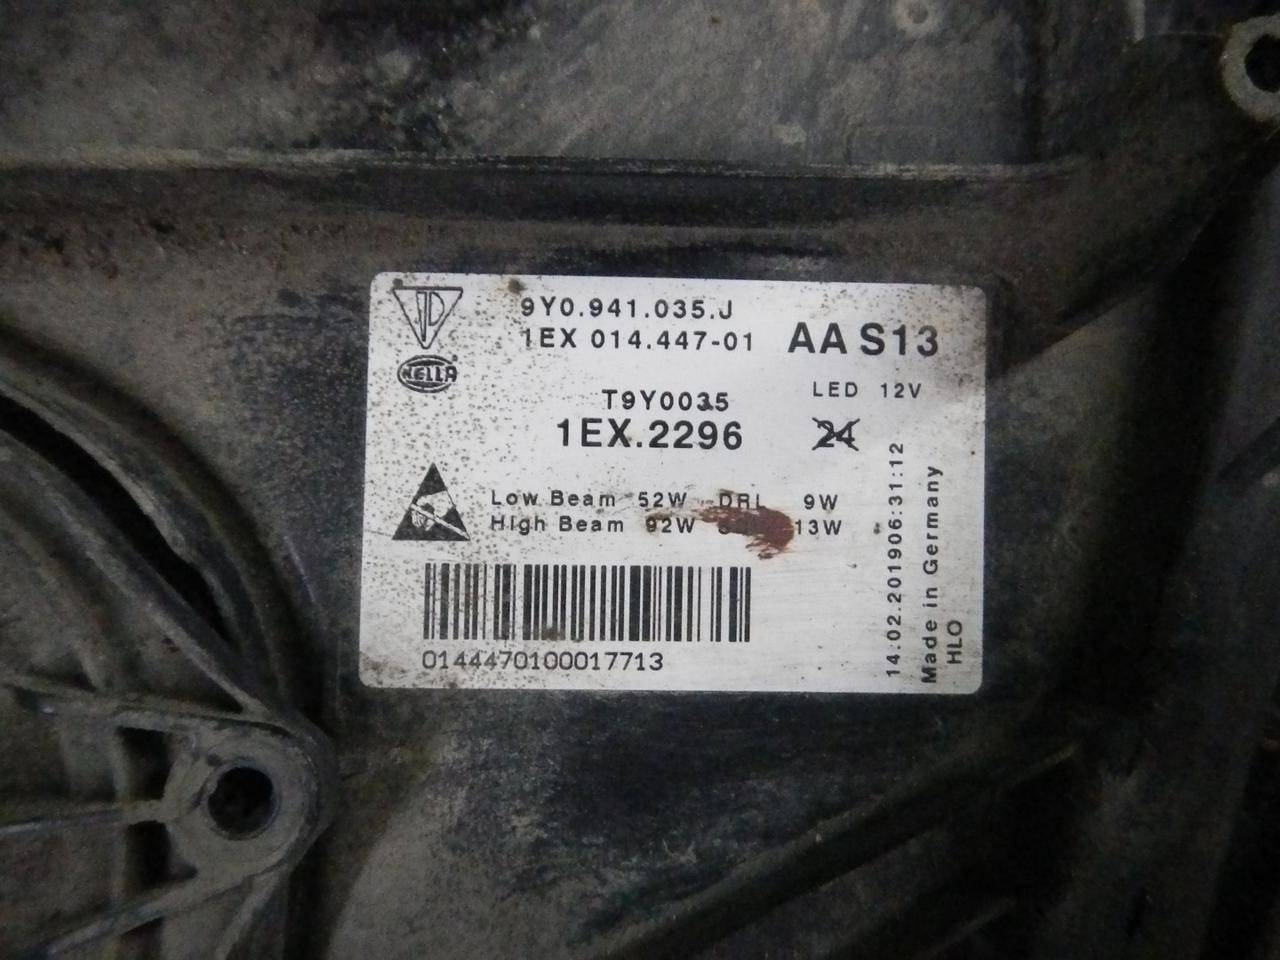 9Y0.941.035.J
1EX 014.447-01
AA S13
HELLA
T9Y0035
LED 12V
1EX.2296
24
Low Beam 52W DRL 9W
High Beam 92W 13W
0144470100017713
14.02.201906:31:12
Made in Germany
HLO